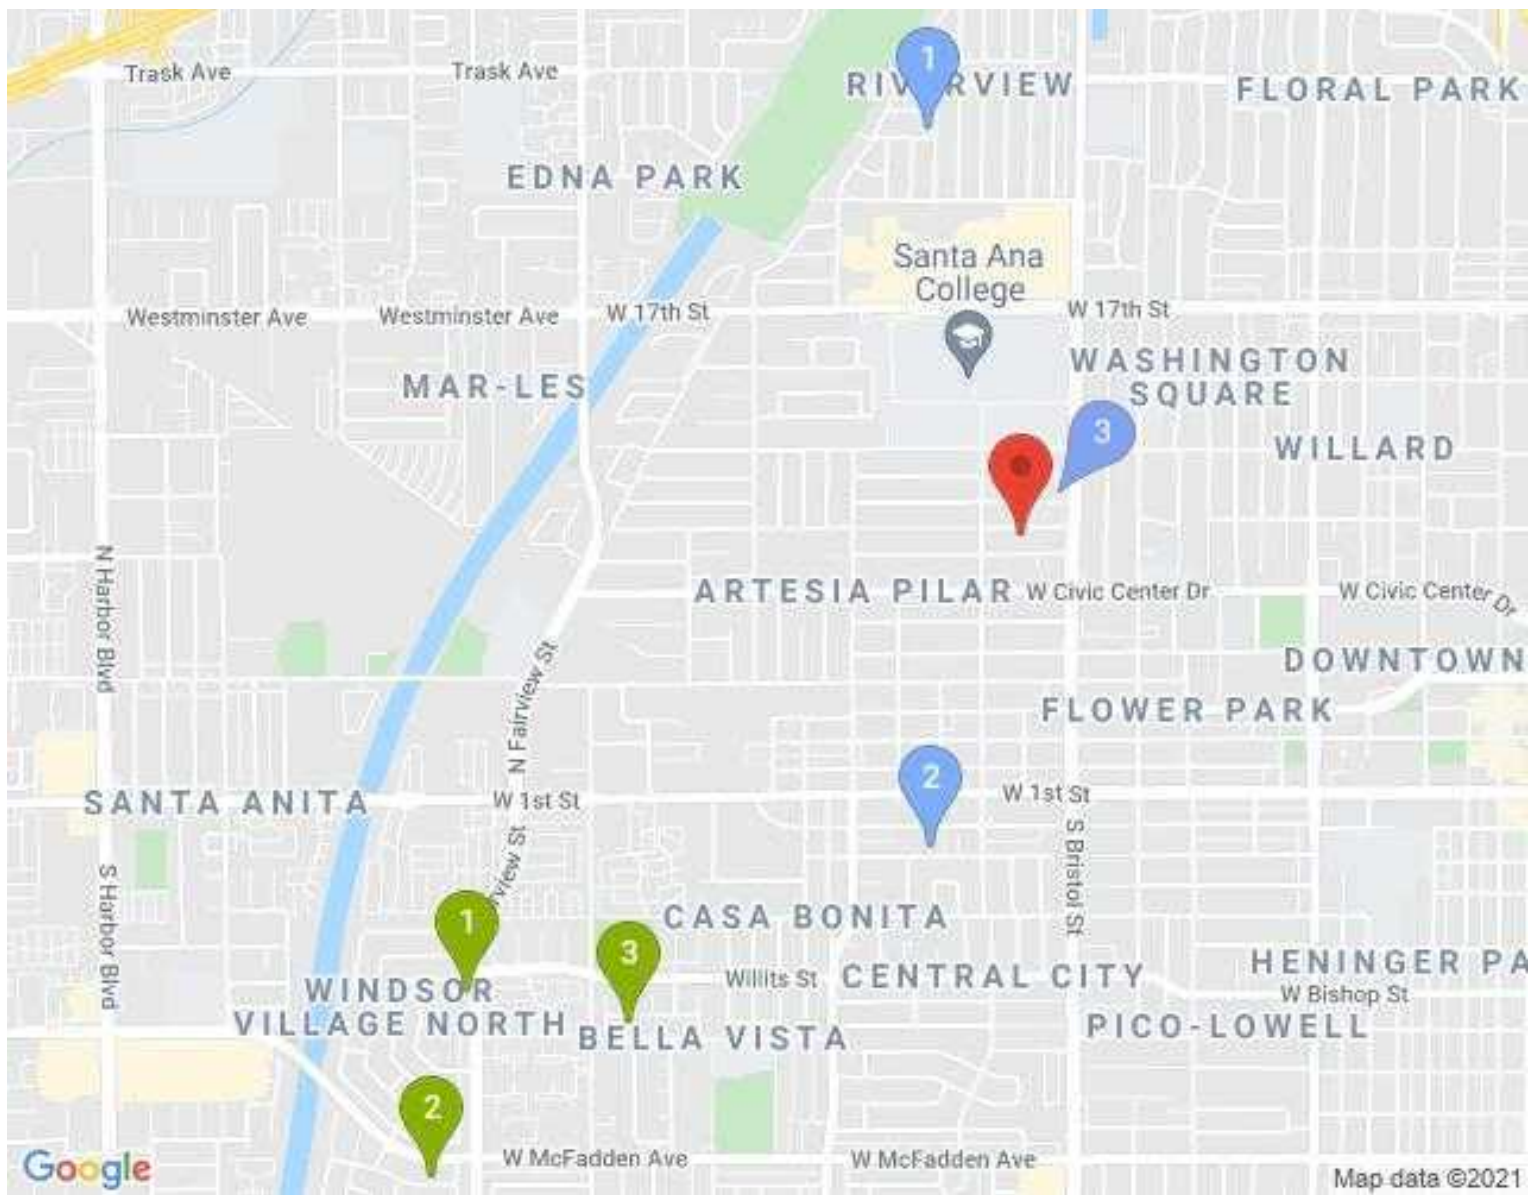 Trask Ave
Trask Ave
1
RIVERVIEW
FLORAL PARK
EDNA PARK
Santa Ana
College
Westminster Ave
Westminster Ave
W 17th St
W 17th St
MAR-LES
WASHINGTON
SQUARE
3
WILLARD
N Harbor Blvd
ARTESIA PILAR
W Civic Center Dr
W Civic Center Dr
N Fairview St
DOWNTOWN
FLOWER PARK
2
SANTA ANITA
W 1st St
W 1st St
S Harbor Blvd
rview St
S Bristol St
1
CASA BONITA
3
WINDSOR
VILLAGE NORTH
Willits St
CENTRAL CITY
HENINGER PA
W Bishop St
BELLA VISTA
PICO-LOWELL
2
W McFadden Ave
W McFadden Ave
Google
Map data ©2021